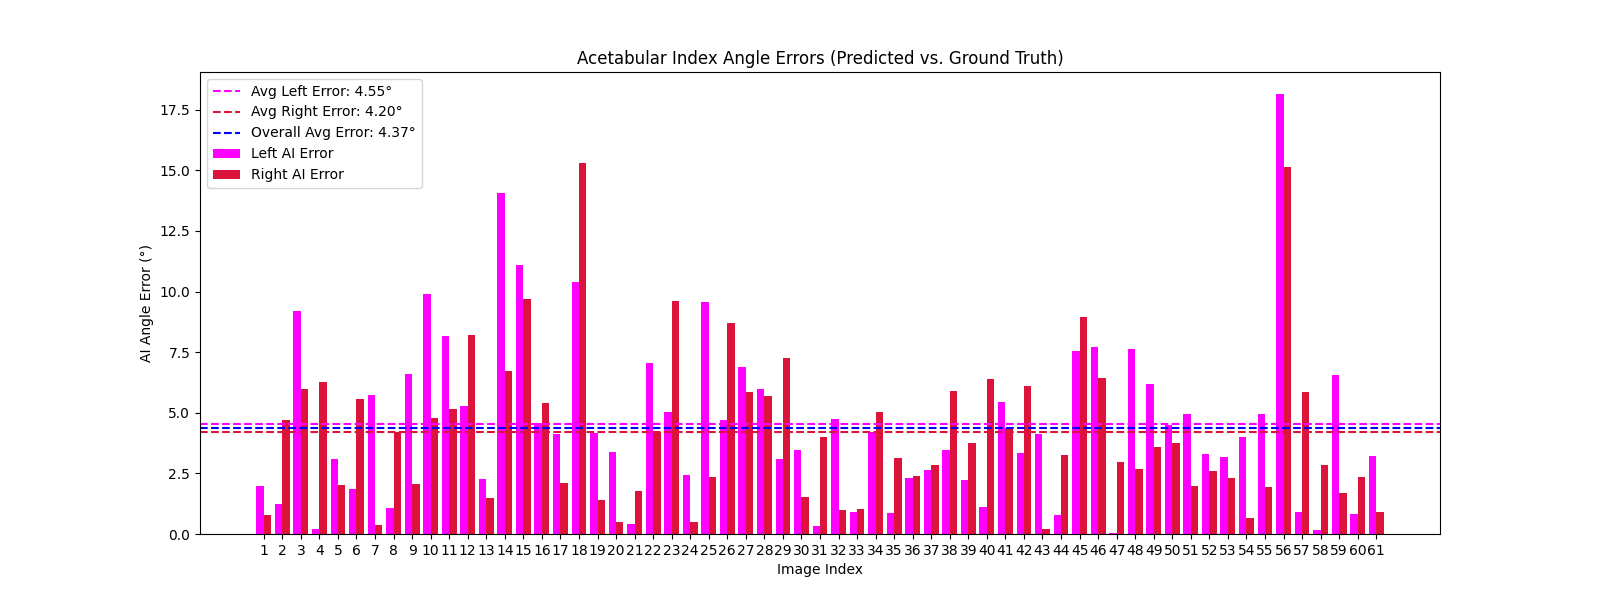 Acetabular Index Angle Errors (Predicted vs. Ground Truth)
Avg Left Error: 4.55°
Avg Right Error: 4.20°
Overall Avg Error: 4.37°
Left AI Error
Right AI Error
AI Angle Error (°)
17.5
15.0
12.5
10.0
7.5
5.0
2.5
0.0
1 2 3 4 5 6 7 8 9 10 11 12 13 14 15 16 17 18 19 20 21 22 23 24 25 26 27 28 29 30 31 32 33 34 35 36 37 38 39 40 41 42 43 44 45 46 47 48 49 50 51 52 53 54 55 56 57 58 59 60 61
Image Index